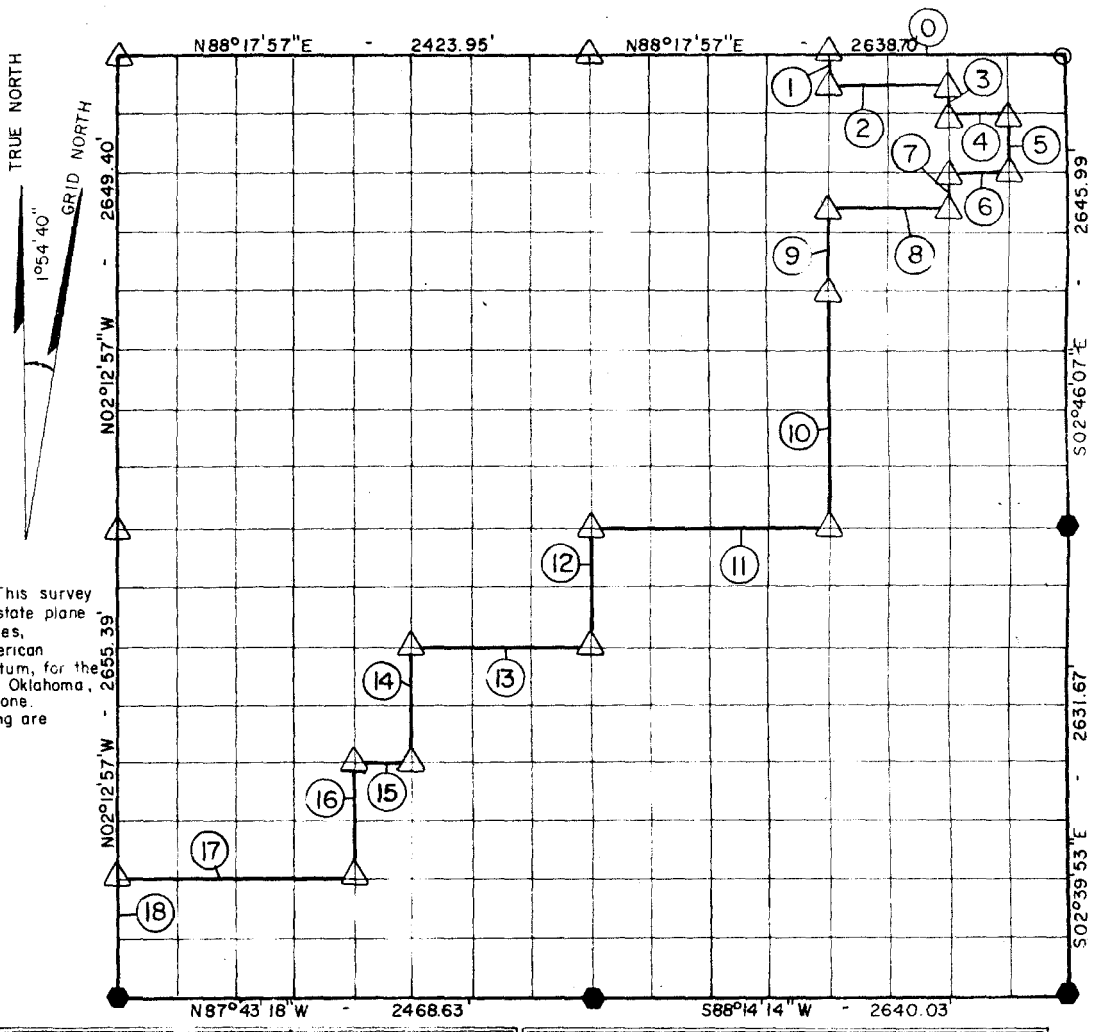 N88°17'57"E - 2423.95'
N88°17'57"E - 2638.70'
0
TRUE NORTH
GRID NORTH
1°54'40"
1
2
3
4
5
6
7
8
9
10
11
12
13
14
15
16
17
18
2649.40'
-
N02°12'57"W
2645.99'
-
S02°46'07"E
This survey
state plane
es,
erican
tum, for the
Oklahoma,
one.
ng are
2655.39'
-
N02°12'57"W
2631.67'
-
S02°39'53"E
N87°43'18"W - 2468.63'
S88°14'14"W - 2640.03'